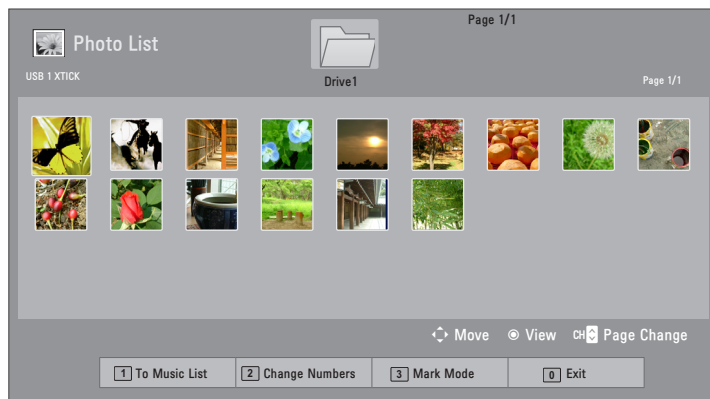 Page 1/1
Photo List
USB 1 XTICK
Drive1
Page 1/1
Move View CH Page Change
1 To Music List 2 Change Numbers 3 Mark Mode 0 Exit